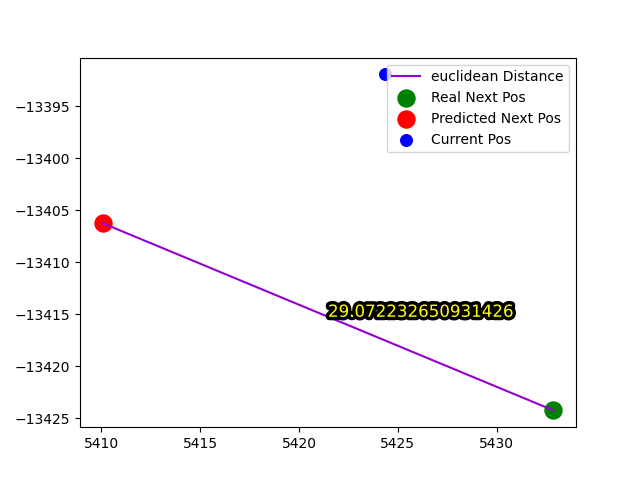 euclidean Distance
Real Next Pos
Predicted Next Pos
Current Pos
−13395
−13400
−13405
−13410
−13415
−13420
−13425
29.072232650931426
5410 5415 5420 5425 5430